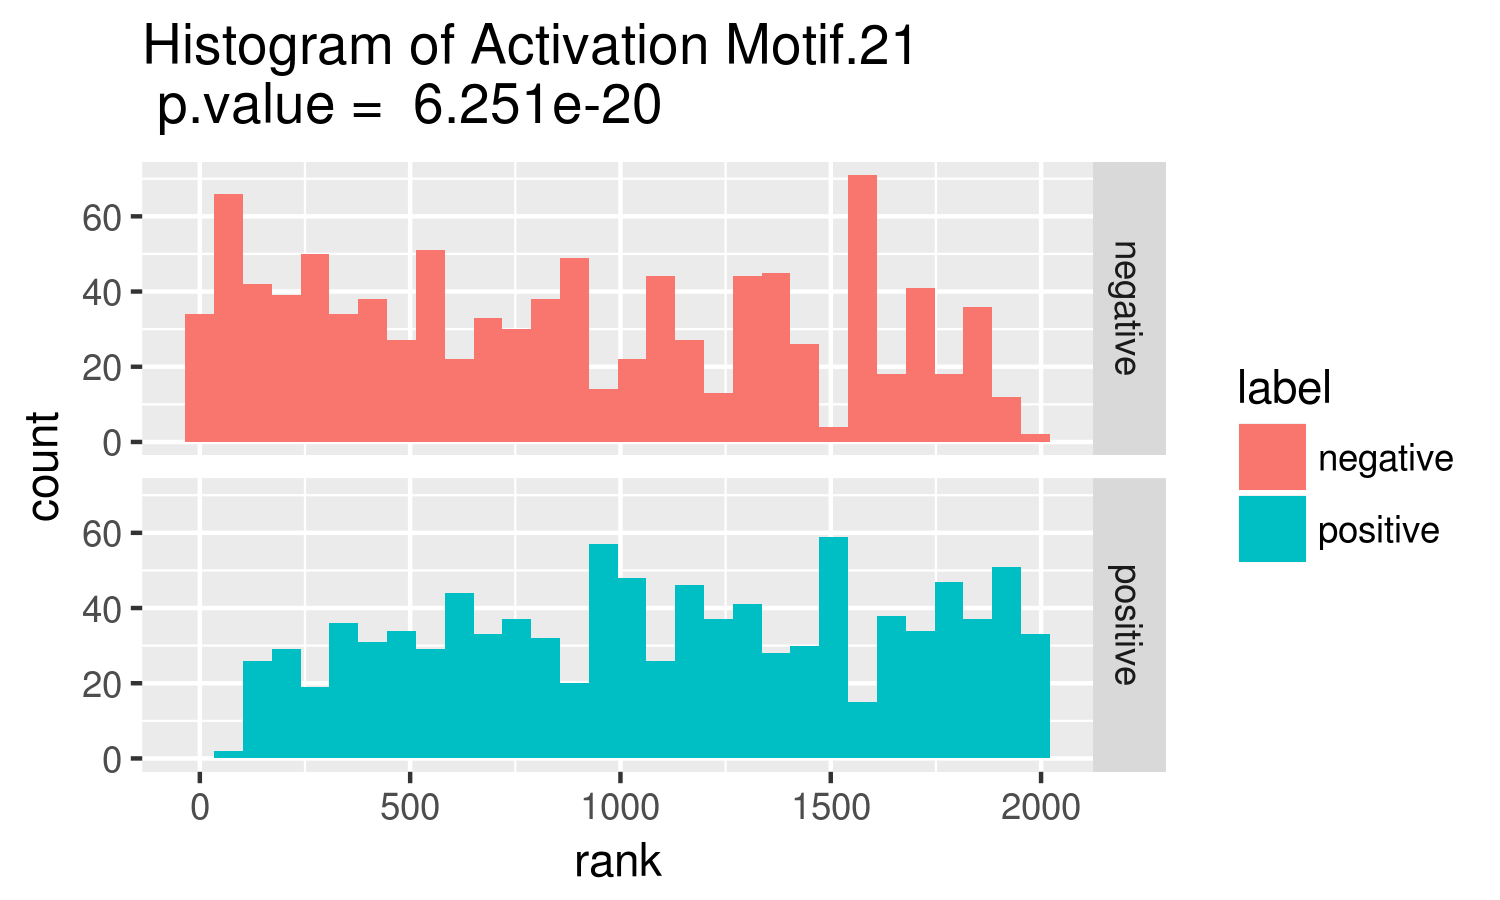 Histogram of Activation Motif.21
p.value =  6.251e-20
count
60
40
20
0
negative
60
40
20
0
positive
0 500 1000 1500 2000
rank
label
negative
positive